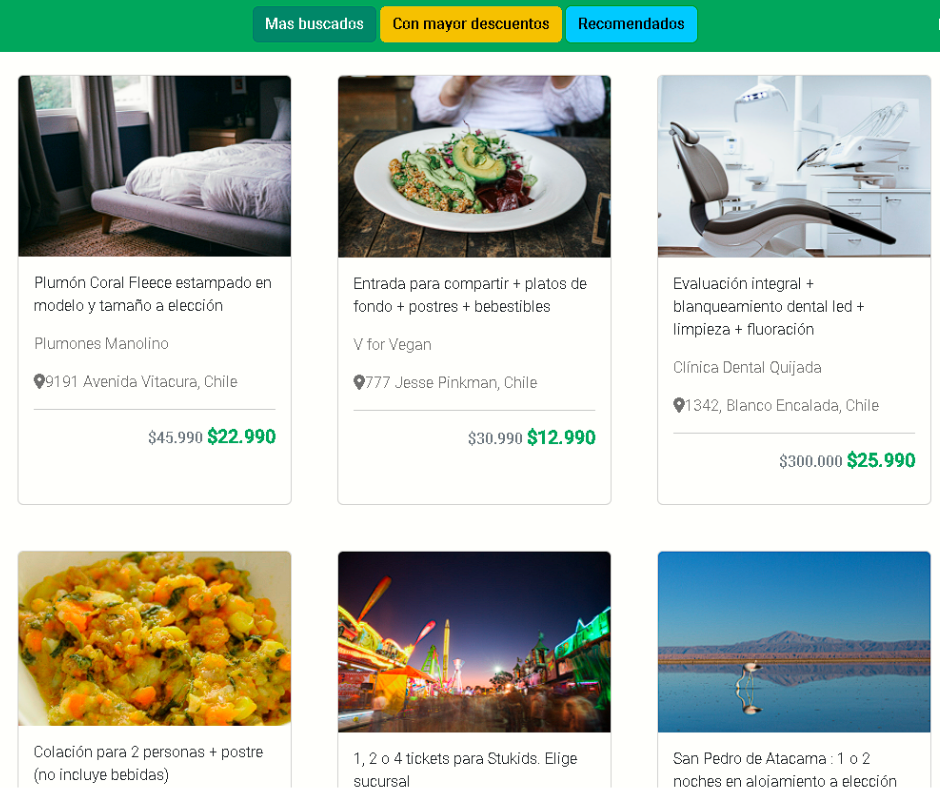 Mas buscados
Con mayor descuentos
Recomendados
Plumón Coral Fleece estampado en
modelo y tamaño a elección
Plumones Manolino
9191 Avenida Vitacura, Chile
$45.990 $22.990
Entrada para compartir + platos de
fondo + postres + bebestibles
V for Vegan
777 Jesse Pinkman, Chile
$30.990 $12.990
Evaluación integral +
blanqueamiento dental led +
limpieza + fluoración
Clínica Dental Quijada
1342, Blanco Encalada, Chile
$300.000 $25.990
Colación para 2 personas + postre
(no incluye bebidas)
1, 2 o 4 tickets para Stukids. Elige
sucursal
San Pedro de Atacama : 1 o 2
noches en alojamiento a elección